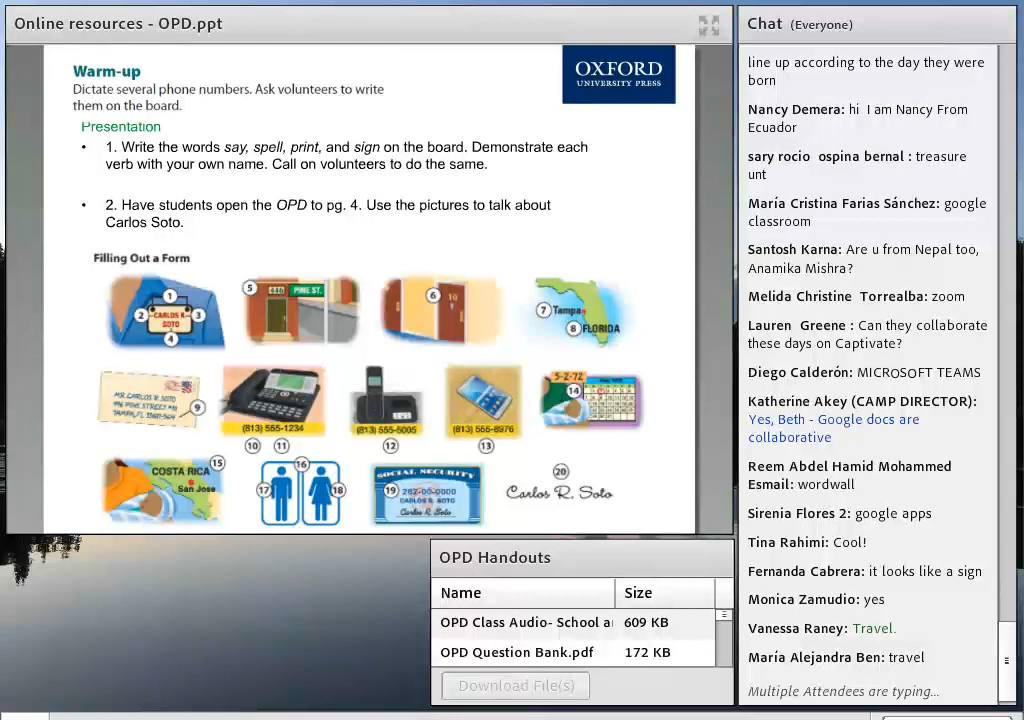 Online resources - OPD.ppt
Warm-up
Dictate several phone numbers. Ask volunteers to write
them on the board.
OXFORD
UNIVERSITY PRESS
Presentation
• 1. Write the words say, spell, print, and sign on the board. Demonstrate each
verb with your own name. Call on volunteers to do the same.
• 2. Have students open the OPD to pg. 4. Use the pictures to talk about
Carlos Soto.
Filling Out a Form
1
2
CARLOS R.
SOTO
3
4
5
PINE ST.
6
10
7
Tampa
8
FLORIDA
MR. CARLOS R. SOTO
9
(813) 555-1234
10
11
(813) 555-5005
12
(813) 555-8976
13
5-2-72
14
COSTA RICA
San Jose
15
16
17
18
SOCIAL SECURITY
19
CARLOS R. SOTO
Carlos R. Soto
20
Carlos R. Soto
OPD Handouts
Name
Size
OPD Class Audio- School a
609 KB
OPD Question Bank.pdf
172 KB
Download File(s)
Chat (Everyone)
line up according to the day they were
born
Nancy Demera: hi I am Nancy From
Ecuador
sary rocio ospina bernal : treasure
unt
María Cristina Farias Sánchez: google
classroom
Santosh Karna: Are u from Nepal too,
Anamika Mishra?
Melida Christine Torrealba: zoom
Lauren Greene : Can they collaborate
these days on Captivate?
Diego Calderón: MICROSOFT TEAMS
Katherine Akey (CAMP DIRECTOR):
Yes, Beth - Google docs are
collaborative
Reem Abdel Hamid Mohammed
Esmail: wordwall
Sirenia Flores 2: google apps
Tina Rahimi: Cool!
Fernanda Cabrera: it looks like a sign
Monica Zamudio: yes
Vanessa Raney: Travel.
María Alejandra Ben: travel
Multiple Attendees are typing...